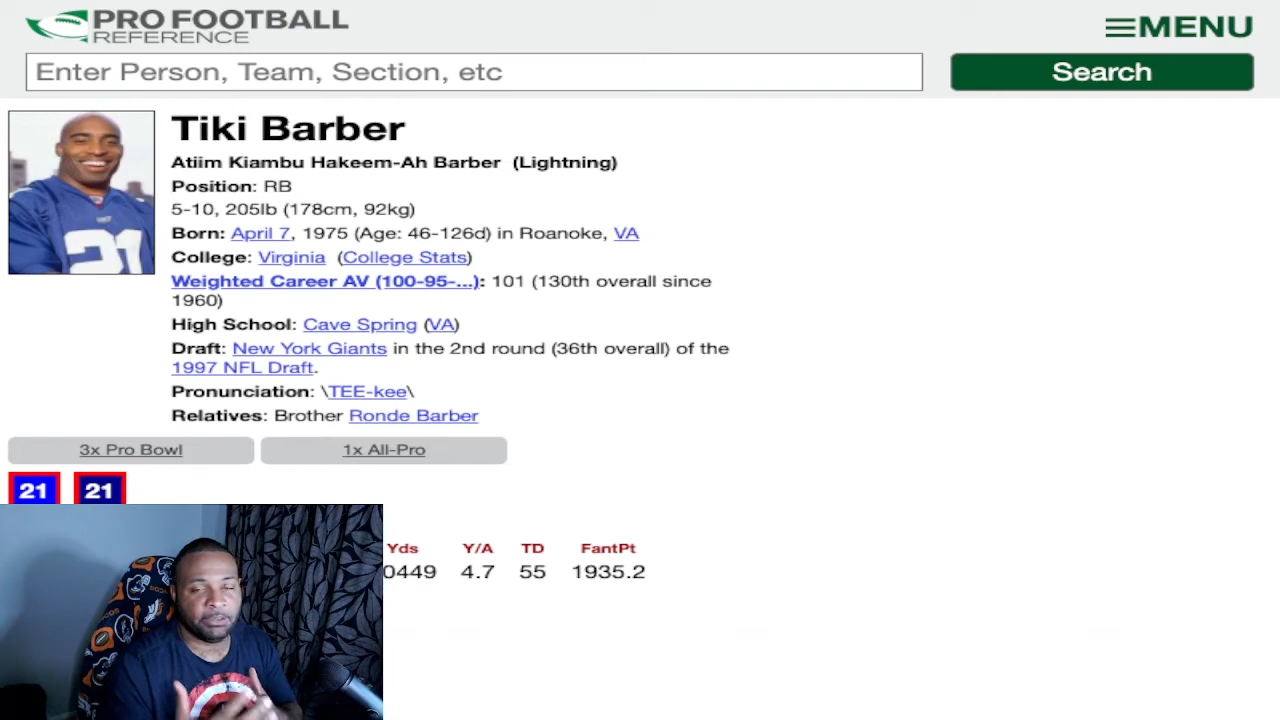 PRO FOOTBALL
REFERENCE
MENU
Enter Person, Team, Section, etc
Search
Tiki Barber
Atiim Kiambu Hakeem-Ah Barber (Lightning)
Position: RB
5-10, 205lb (178cm, 92kg)
Born: April 7, 1975 (Age: 46-126d) in Roanoke, VA
College: Virginia (College Stats)
Weighted Career AV (100-95-...): 101 (130th overall since
1960)
High School: Cave Spring (VA)
Draft: New York Giants in the 2nd round (36th overall) of the
1997 NFL Draft.
Pronunciation: \TEE-kee\
Relatives: Brother Ronde Barber
3x Pro Bowl 1x All-Pro
21 21
21
Yds Y/A TD FantPt
0449 4.7 55 1935.2